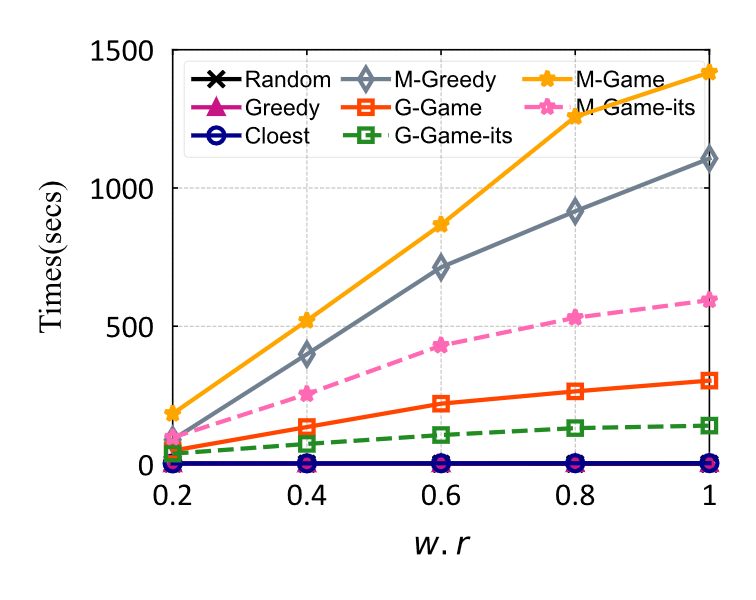 1500
Random M-Greedy M-Game
Greedy G-Game M-Game-its
Cloest G-Game-its
1000
Times(secs)
500
0
0.2 0.4 0.6 0.8 1
w.r